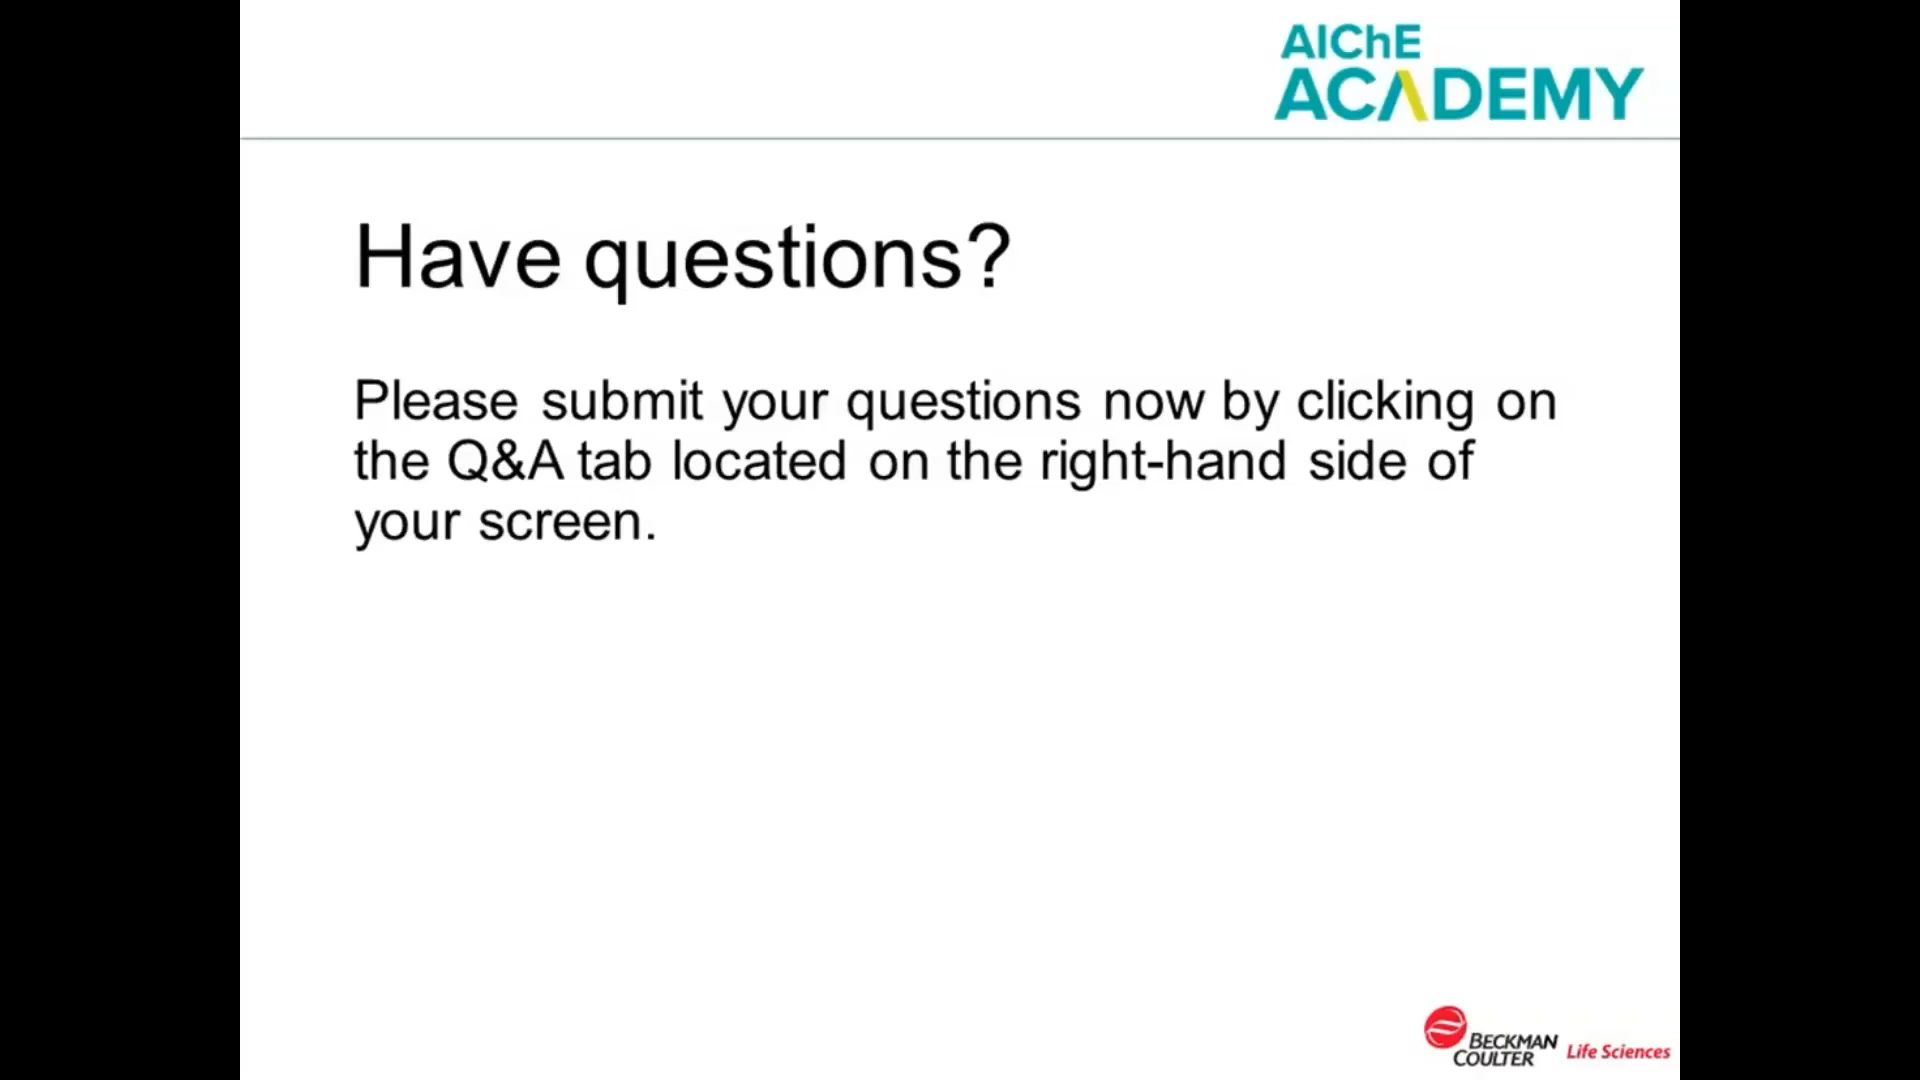 AIChE
ACADEMY
Have questions?
Please submit your questions now by clicking on
the Q&A tab located on the right-hand side of
your screen.
BECKMAN
COULTER Life Sciences